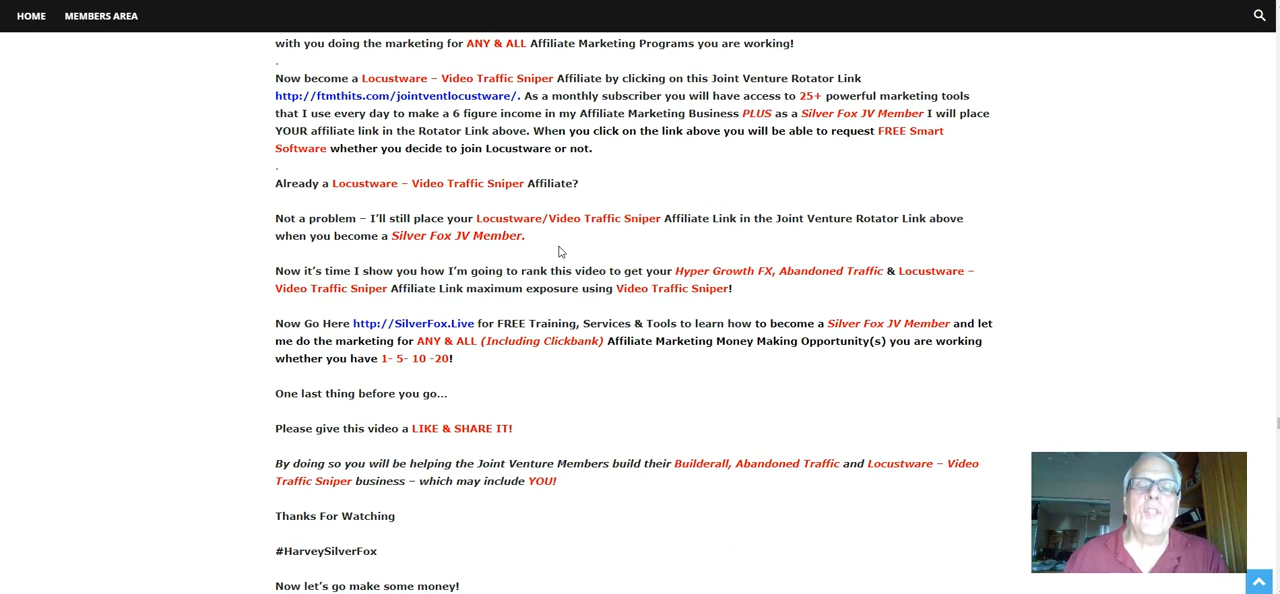 HOME MEMBERS AREA
with you doing the marketing for ANY & ALL Affiliate Marketing Programs you are working!
.
Now become a Locustware – Video Traffic Sniper Affiliate by clicking on this Joint Venture Rotator Link
http://ftmthits.com/jointventlocustware/. As a monthly subscriber you will have access to 25+ powerful marketing tools
that I use every day to make a 6 figure income in my Affiliate Marketing Business PLUS as a Silver Fox JV Member I will place
YOUR affiliate link in the Rotator Link above. When you click on the link above you will be able to request FREE Smart
Software whether you decide to join Locustware or not.
.
Already a Locustware – Video Traffic Sniper Affiliate?
Not a problem – I’ll still place your Locustware/Video Traffic Sniper Affiliate Link in the Joint Venture Rotator Link above
when you become a Silver Fox JV Member.
Now it’s time I show you how I’m going to rank this video to get your Hyper Growth FX, Abandoned Traffic & Locustware –
Video Traffic Sniper Affiliate Link maximum exposure using Video Traffic Sniper!
Now Go Here http://SilverFox.Live for FREE Training, Services & Tools to learn how to become a Silver Fox JV Member and let
me do the marketing for ANY & ALL (Including Clickbank) Affiliate Marketing Money Making Opportunity(s) you are working
whether you have 1- 5- 10 -20!
One last thing before you go…
Please give this video a LIKE & SHARE IT!
By doing so you will be helping the Joint Venture Members build their Builderall, Abandoned Traffic and Locustware – Video
Traffic Sniper business – which may include YOU!
Thanks For Watching
#HarveySilverFox
Now let’s go make some money!